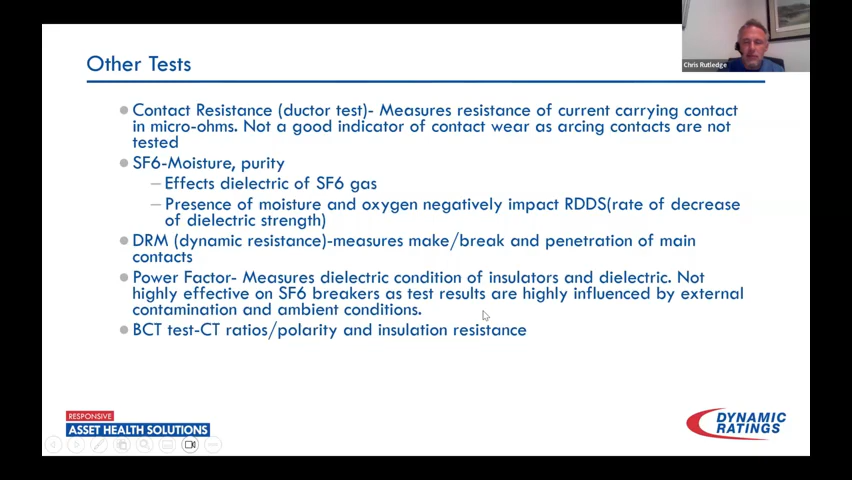 Chris Rutledge
Other Tests
Contact Resistance (ductor test)- Measures resistance of current carrying contact
in micro-ohms. Not a good indicator of contact wear as arcing contacts are not
tested
SF6-Moisture, purity
– Effects dielectric of SF6 gas
– Presence of moisture and oxygen negatively impact RDDS(rate of decrease
of dielectric strength)
DRM (dynamic resistance)-measures make/break and penetration of main
contacts
Power Factor- Measures dielectric condition of insulators and dielectric. Not
highly effective on SF6 breakers as test results are highly influenced by external
contamination and ambient conditions.
BCT test-CT ratios/polarity and insulation resistance
RESPONSIVE
ASSET HEALTH SOLUTIONS
DYNAMIC
RATINGS